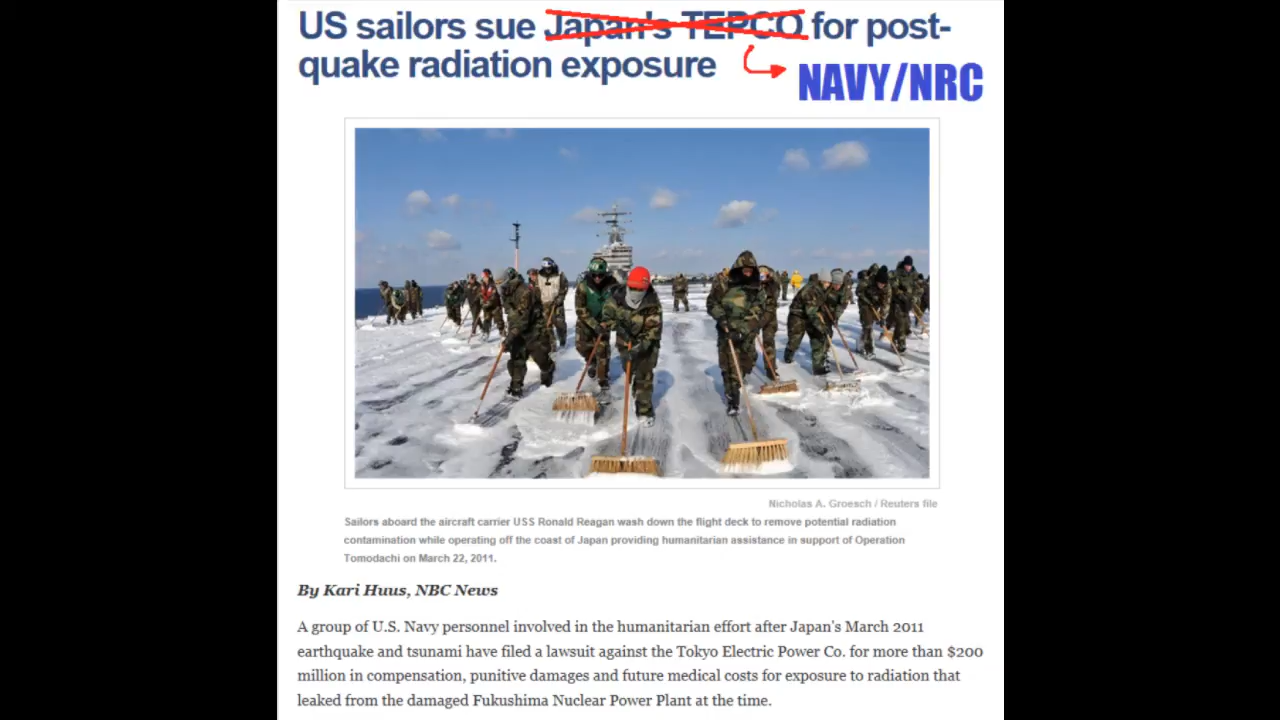 US sailors sue Japan's TEPCO for post-
quake radiation exposure
NAVY/NRC
Nicholas A. Groesch / Reuters file
Sailors aboard the aircraft carrier USS Ronald Reagan wash down the flight deck to remove potential radiation
contamination while operating off the coast of Japan providing humanitarian assistance in support of Operation
Tomodachi on March 22, 2011.
By Kari Huus, NBC News
A group of U.S. Navy personnel involved in the humanitarian effort after Japan's March 2011
earthquake and tsunami have filed a lawsuit against the Tokyo Electric Power Co. for more than $200
million in compensation, punitive damages and future medical costs for exposure to radiation that
leaked from the damaged Fukushima Nuclear Power Plant at the time.